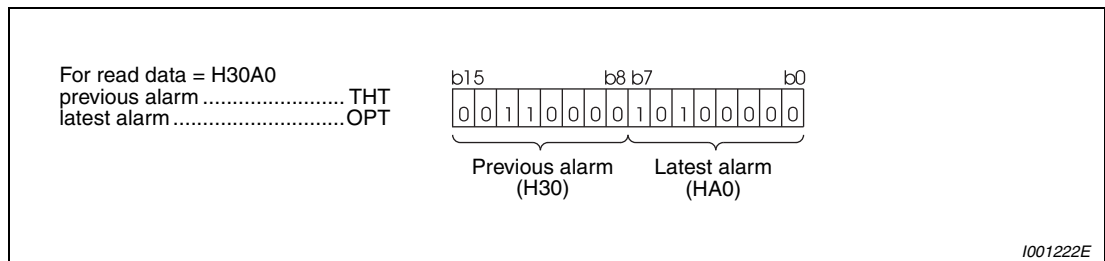 For read data = H30A0
previous alarm ........................ THT
latest alarm .............................OPT
b15 b8 b7 b0
0 0 1 1 0 0 0 0 1 0 1 0 0 0 0 0
Previous alarm Latest alarm
(H30) (HA0)
I001222E